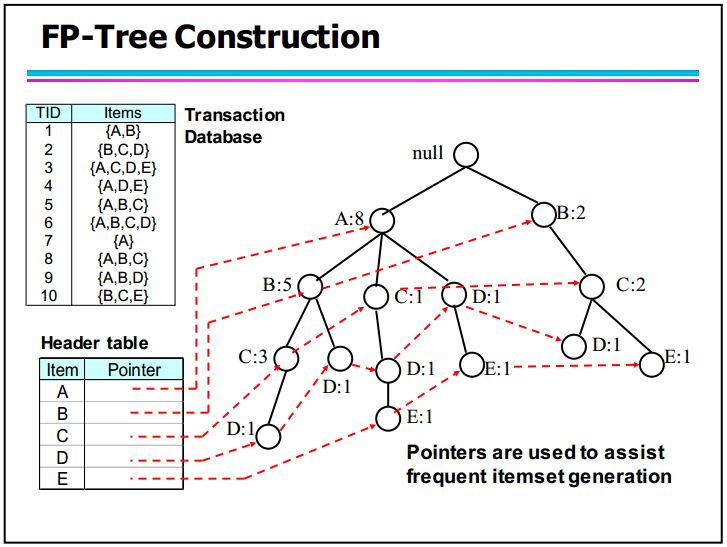 FP-Tree Construction
TID Items
1 {A,B}
2 {B,C,D}
3 {A,C,D,E}
4 {A,D,E}
5 {A,B,C}
6 {A,B,C,D}
7 {A}
8 {A,B,C}
9 {A,B,D}
10 {B,C,E}
Transaction
Database
null
A:8
B:2
B:5
C:1
D:1
C:2
C:3
D:1
D:1
E:1
D:1
E:1
D:1
E:1
Header table
Item Pointer
A
B
C
D
E
Pointers are used to assist
frequent itemset generation